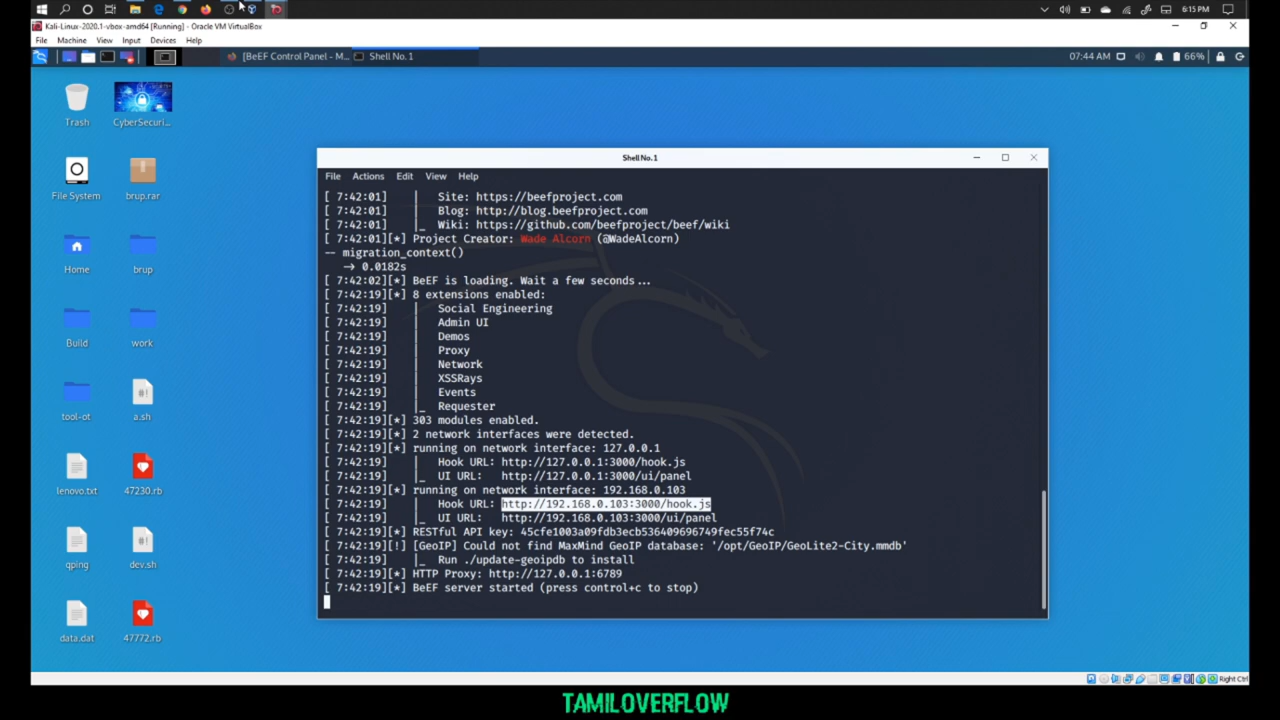 6:15 PM
Kali-Linux-2020.1-vbox-amd64 [Running] - Oracle VM VirtualBox
File Machine View Input Devices Help
[BeEF Control Panel - M... Shell No. 1 07:44 AM 66%
Trash
CyberSecuri...
File System
brup.rar
Home
brup
Build
work
tool-ot
a.sh
lenovo.txt
47230.rb
qping
dev.sh
data.dat
47772.rb
Shell No. 1
File Actions Edit View Help
[ 7:42:01] | Site: https://beefproject.com
[ 7:42:01] | Blog: http://blog.beefproject.com
[ 7:42:01] |_ Wiki: https://github.com/beefproject/beef/wiki
[ 7:42:01][*] Project Creator: Wade Alcorn (@WadeAlcorn)
-- migration_context()
→ 0.0182s
[ 7:42:02][*] BeEF is loading. Wait a few seconds...
[ 7:42:19][*] 8 extensions enabled:
[ 7:42:19] | Social Engineering
[ 7:42:19] | Admin UI
[ 7:42:19] | Demos
[ 7:42:19] | Proxy
[ 7:42:19] | Network
[ 7:42:19] | XSSRays
[ 7:42:19] | Events
[ 7:42:19] |_ Requester
[ 7:42:19][*] 303 modules enabled.
[ 7:42:19][*] 2 network interfaces were detected.
[ 7:42:19][*] running on network interface: 127.0.0.1
[ 7:42:19] | Hook URL: http://127.0.0.1:3000/hook.js
[ 7:42:19] |_ UI URL: http://127.0.0.1:3000/ui/panel
[ 7:42:19][*] running on network interface: 192.168.0.103
[ 7:42:19] | Hook URL: http://192.168.0.103:3000/hook.js
[ 7:42:19] |_ UI URL: http://192.168.0.103:3000/ui/panel
[ 7:42:19][*] RESTful API key: 45cfe1003a09fdb3ecb536409696749fec55f74c
[ 7:42:19][!] [GeoIP] Could not find MaxMind GeoIP database: '/opt/GeoIP/GeoLite2-City.mmdb'
[ 7:42:19] |_ Run ./update-geoipdb to install
[ 7:42:19][*] HTTP Proxy: http://127.0.0.1:6789
[ 7:42:19][*] BeEF server started (press control+c to stop)
Right Ctrl
TAMILOVERFLOW